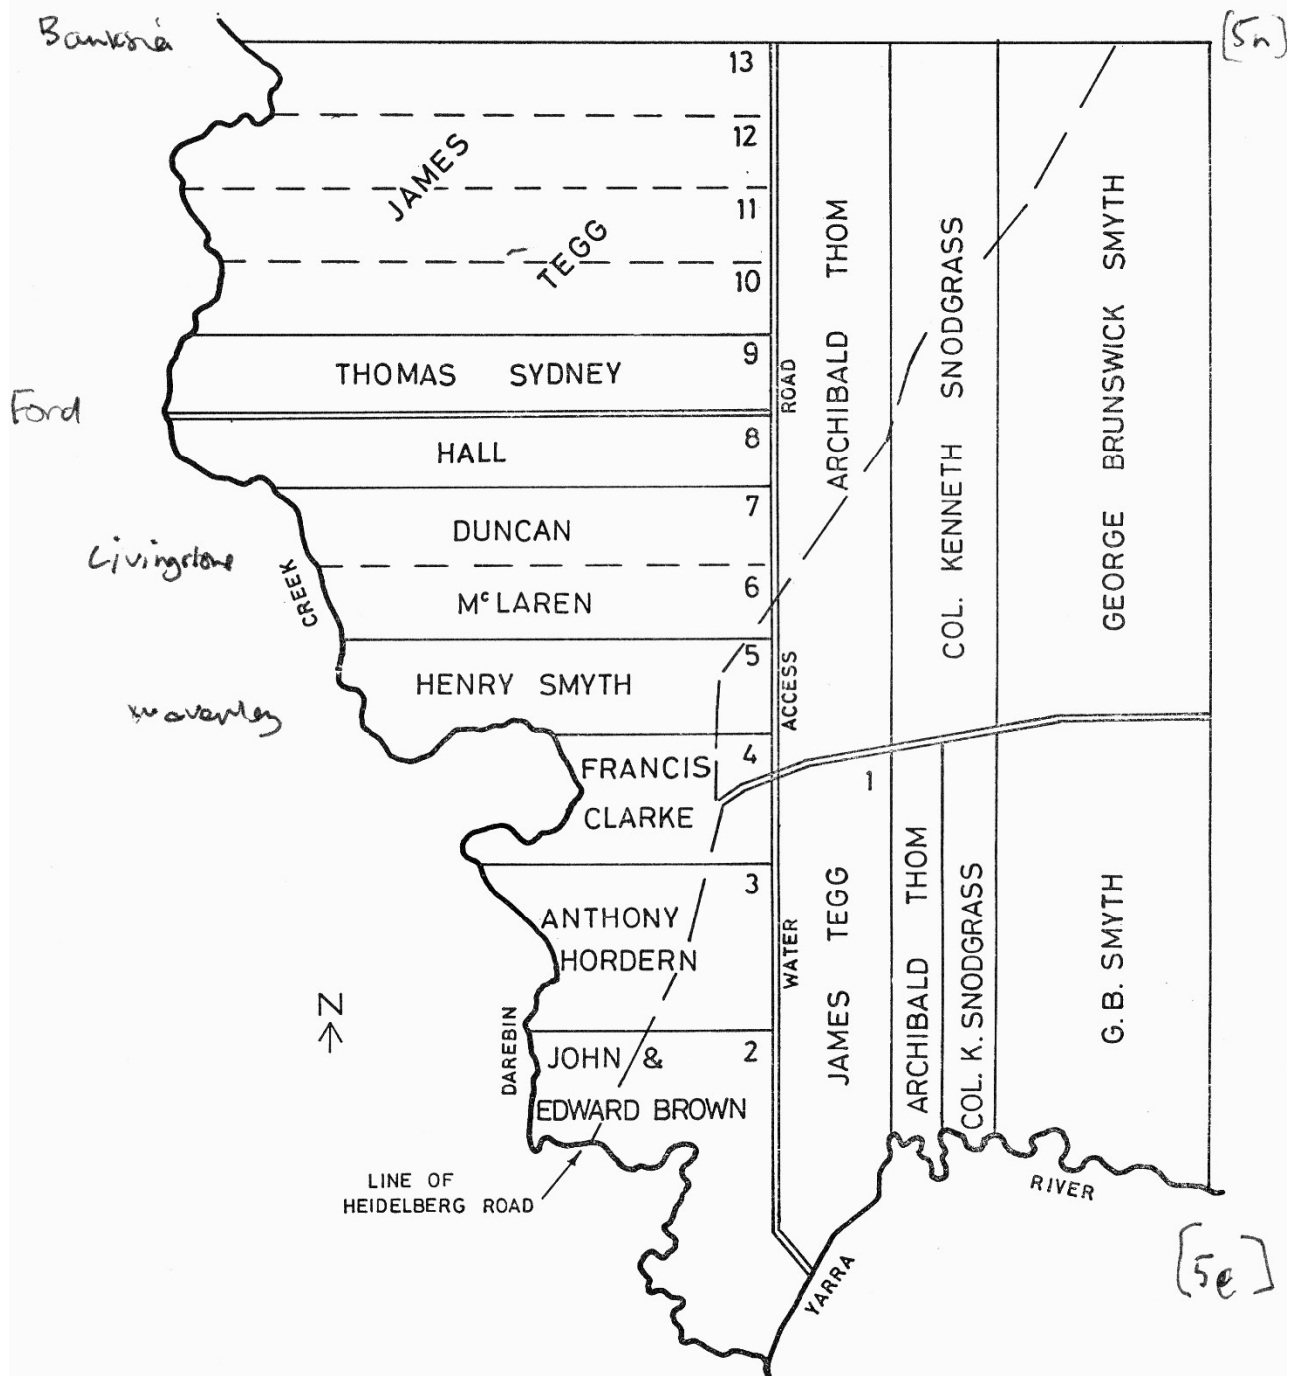 Banksia
[5n]
13
12
JAMES
11
TEGG
10
9
THOMAS SYDNEY
Ford
8
HALL
7
DUNCAN
Livingstone
6
McLAREN
5
HENRY SMYTH
Waverley
4
FRANCIS
CLARKE
3
ANTHONY
HORDERN
2
JOHN &
EDWARD BROWN
DAREBIN
CREEK
WATER
ACCESS
ROAD
ARCHIBALD THOM
COL. KENNETH SNODGRASS
GEORGE BRUNSWICK SMYTH
1
JAMES TEGG
ARCHIBALD THOM
COL. K. SNODGRASS
G.B. SMYTH
N
LINE OF
HEIDELBERG ROAD
YARRA
RIVER
[5e]